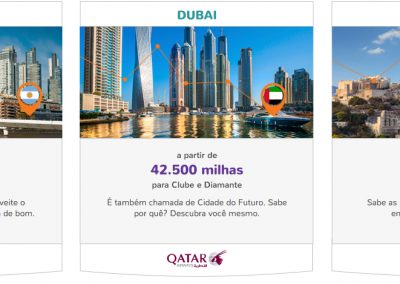 DUBAI
a partir de
42.500 milhas
para Clube e Diamante
É também chamada de Cidade do Futuro. Sabe
por quê? Descubra você mesmo.
QATAR
AIRWAYS القطرية
veite o
de bom.
Sabe as
en